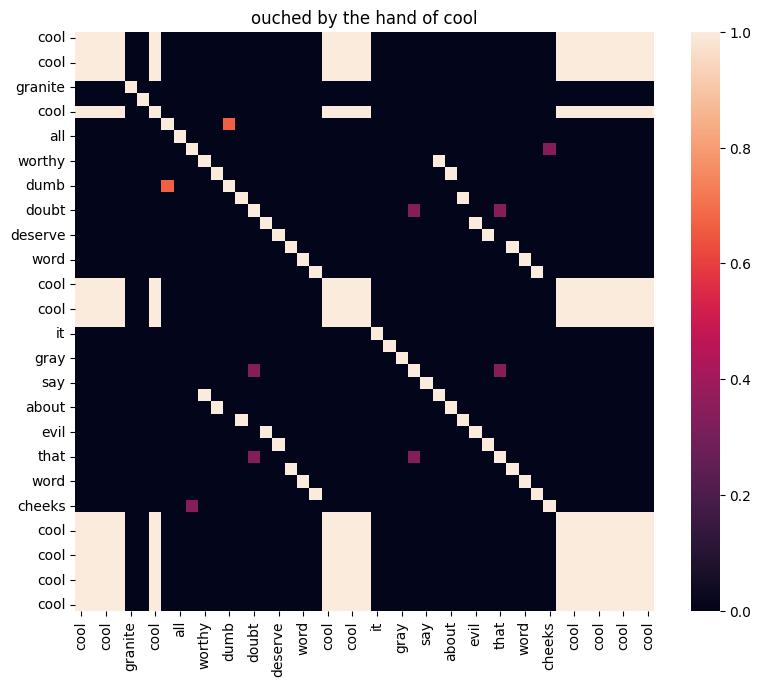 ouched by the hand of cool
cool
cool
granite
cool
all
worthy
dumb
doubt
deserve
word
cool
cool
it
gray
say
about
evil
that
word
cheeks
cool
cool
cool
cool
cool
cool
granite
cool
all
worthy
dumb
doubt
deserve
word
cool
cool
it
gray
say
about
evil
that
word
cheeks
cool
cool
cool
cool
1.0
0.8
0.6
0.4
0.2
0.0